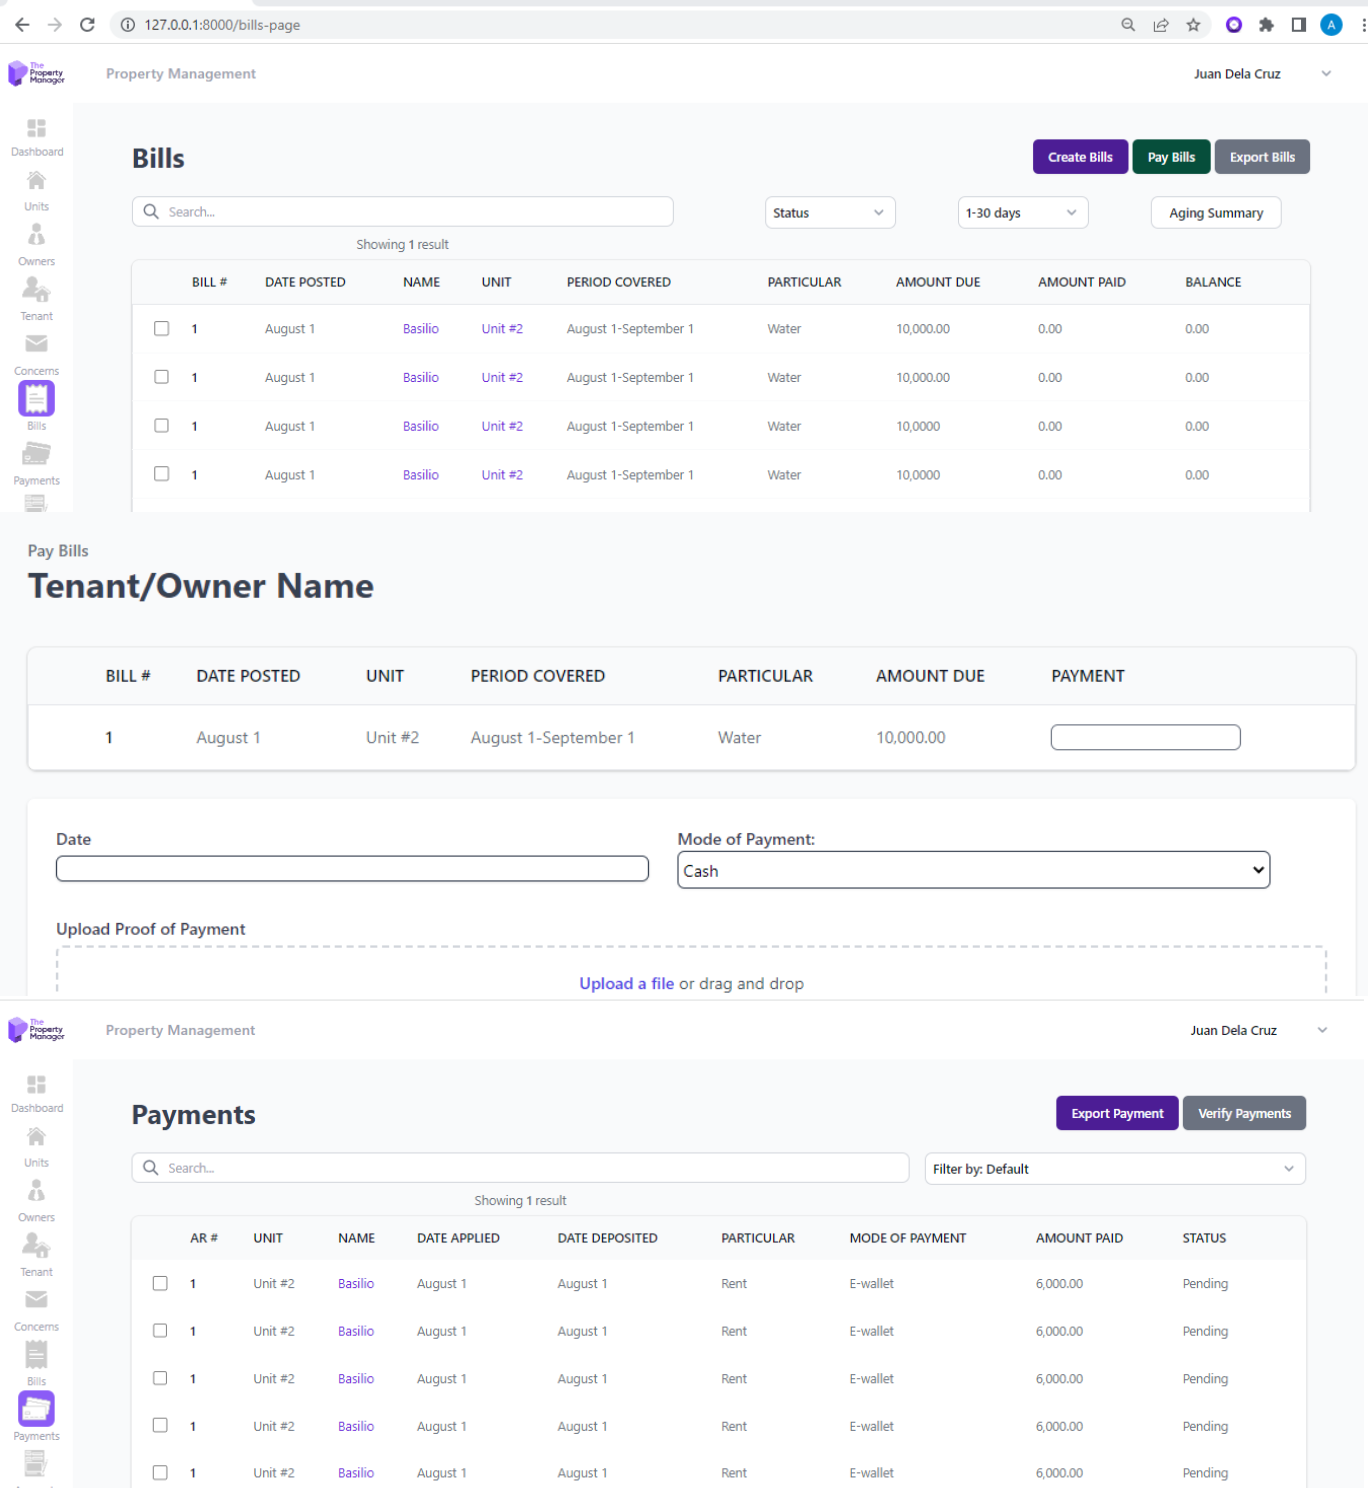 127.0.0.1:8000/bills-page
A
The Property Manager
Property Management
Juan Dela Cruz
Dashboard
Units
Owners
Tenant
Concerns
Bills
Payments
Bills
Create Bills
Pay Bills
Export Bills
Search...
Status
1-30 days
Aging Summary
Showing 1 result
BILL # DATE POSTED NAME UNIT PERIOD COVERED PARTICULAR AMOUNT DUE AMOUNT PAID BALANCE
1 August 1 Basilio Unit #2 August 1-September 1 Water 10,000.00 0.00 0.00
1 August 1 Basilio Unit #2 August 1-September 1 Water 10,000.00 0.00 0.00
1 August 1 Basilio Unit #2 August 1-September 1 Water 10,0000 0.00 0.00
1 August 1 Basilio Unit #2 August 1-September 1 Water 10,0000 0.00 0.00
Pay Bills
Tenant/Owner Name
BILL # DATE POSTED UNIT PERIOD COVERED PARTICULAR AMOUNT DUE PAYMENT
1 August 1 Unit #2 August 1-September 1 Water 10,000.00
Date
Mode of Payment:
Cash
Upload Proof of Payment
Upload a file or drag and drop
The Property Manager
Property Management
Juan Dela Cruz
Dashboard
Units
Owners
Tenant
Concerns
Bills
Payments
Payments
Export Payment
Verify Payments
Search...
Filter by: Default
Showing 1 result
AR # UNIT NAME DATE APPLIED DATE DEPOSITED PARTICULAR MODE OF PAYMENT AMOUNT PAID STATUS
1 Unit #2 Basilio August 1 August 1 Rent E-wallet 6,000.00 Pending
1 Unit #2 Basilio August 1 August 1 Rent E-wallet 6,000.00 Pending
1 Unit #2 Basilio August 1 August 1 Rent E-wallet 6,000.00 Pending
1 Unit #2 Basilio August 1 August 1 Rent E-wallet 6,000.00 Pending
1 Unit #2 Basilio August 1 August 1 Rent E-wallet 6,000.00 Pending